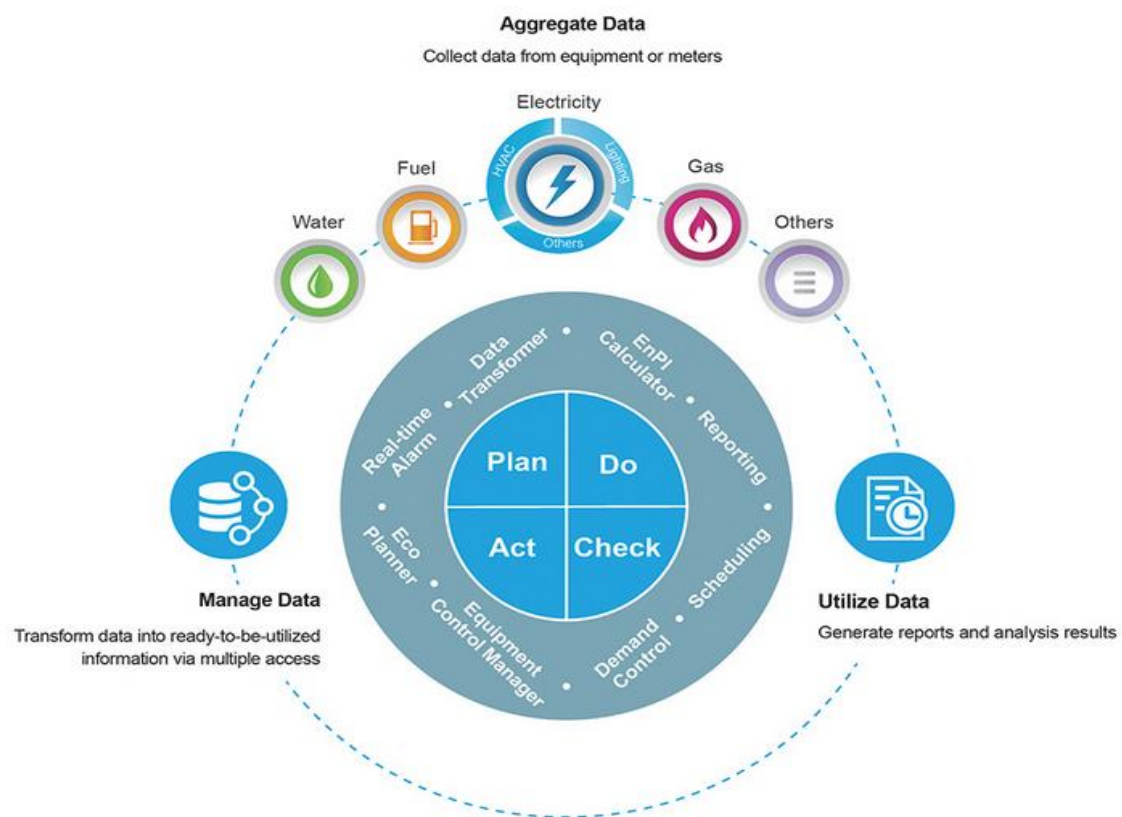 Aggregate Data
Collect data from equipment or meters
Electricity
HVAC
Lighting
Others
Fuel
Gas
Water
Others
Data
Transformer
EnPI
Calculator
Real-time
Alarm
Reporting
Plan
Do
Act
Check
Eco
Planner
Scheduling
Equipment
Control Manager
Demand
Control
Manage Data
Transform data into ready-to-be-utilized
information via multiple access
Utilize Data
Generate reports and analysis results